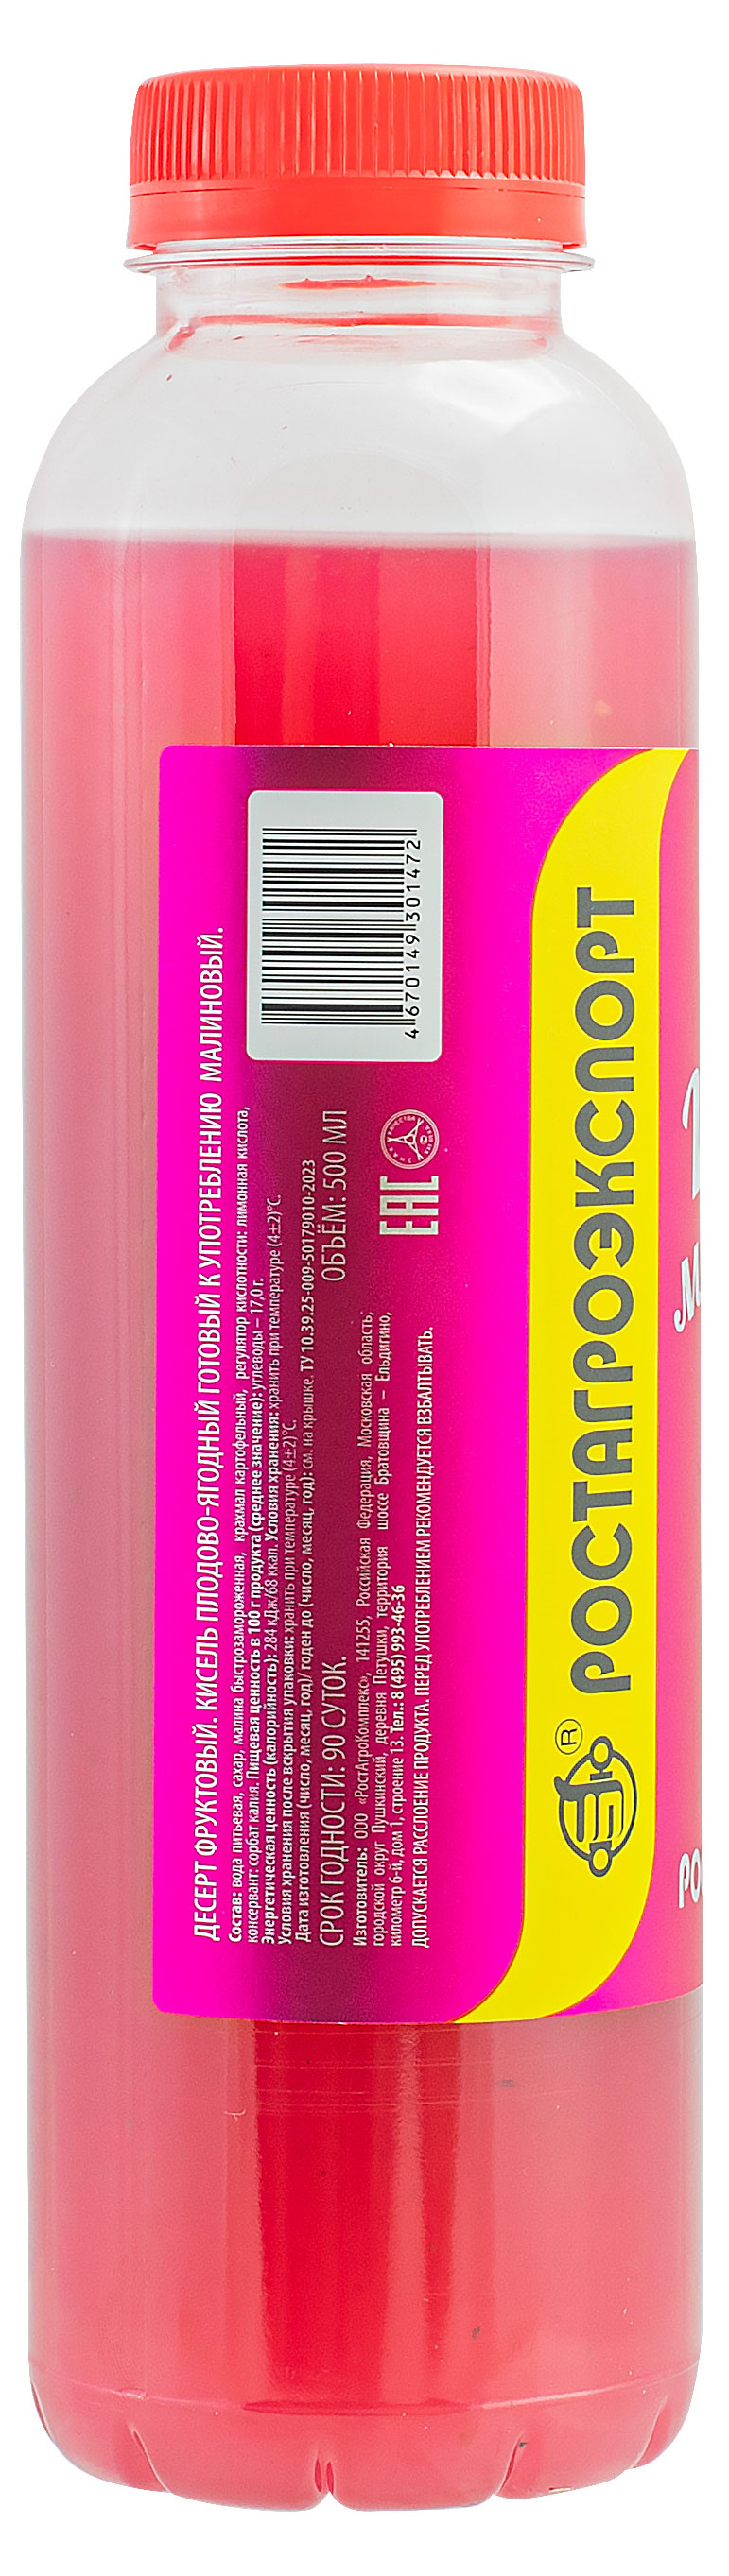 ДЕСЕРТ ФРУКТОВЫЙ. КИСЕЛЬ ПЛОДОВО-ЯГОДНЫЙ ГОТОВЫЙ К УПОТРЕБЛЕНИЮ МАЛИНОВЫЙ.
Состав: вода питьевая, сахар, малина быстрозамороженная, крахмал картофельный, регулятор кислотности: лимонная кислота,
консервант: сорбат калия. Пищевая ценность в 100 г продукта (среднее значение): углеводы – 17,0 г.
Энергетическая ценность (калорийность): 284 кДж/68 ккал. Условия хранения: хранить при температуре (4±2)°С.
Условия хранения после вскрытия упаковки: хранить при температуре (4±2)°С.
Дата изготовления (число, месяц, год)/ годен до (число, месяц, год): см. на крышке. ТУ 10.39.25-009-50179010-2023
СРОК ГОДНОСТИ: 90 СУТОК. ОБЪЁМ: 500 МЛ
Изготовитель: ООО «РостАгроКомплекс», 141255, Российская Федерация, Московская область,
городской округ Пушкинский, деревня Петушки, территория шоссе Братовщина – Ельдигино,
километр 6-й, дом 1, строение 13. Тел.: 8 (495) 993-46-36
ДОПУСКАЕТСЯ РАССЛОЕНИЕ ПРОДУКТА. ПЕРЕД УПОТРЕБЛЕНИЕМ РЕКОМЕНДУЕТСЯ ВЗБАЛТЫВАТЬ.
EAC
4 670149 301472
® РОСТАГРОЭКСПОРТ